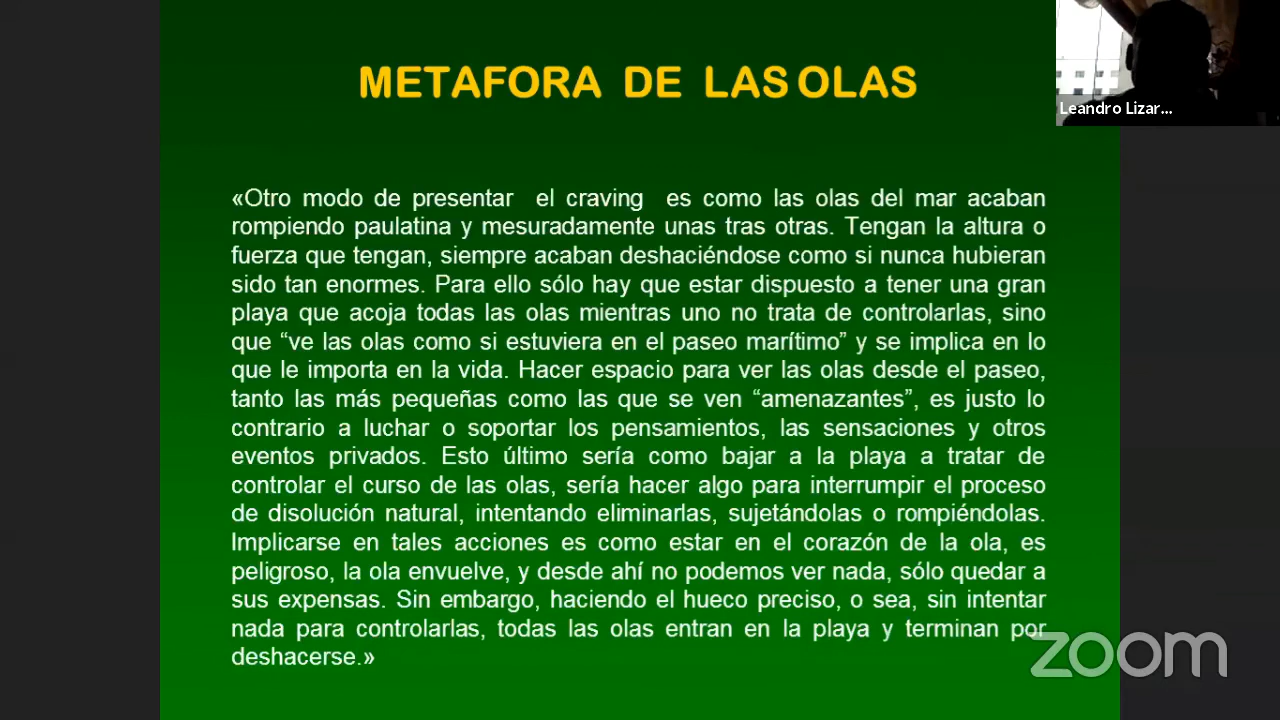 METAFORA DE LAS OLAS
Leandro Lizar...
«Otro modo de presentar el craving es como las olas del mar acaban
rompiendo paulatina y mesuradamente unas tras otras. Tengan la altura o
fuerza que tengan, siempre acaban deshaciéndose como si nunca hubieran
sido tan enormes. Para ello sólo hay que estar dispuesto a tener una gran
playa que acoja todas las olas mientras uno no trata de controlarlas, sino
que “ve las olas como si estuviera en el paseo marítimo” y se implica en lo
que le importa en la vida. Hacer espacio para ver las olas desde el paseo,
tanto las más pequeñas como las que se ven “amenazantes”, es justo lo
contrario a luchar o soportar los pensamientos, las sensaciones y otros
eventos privados. Esto último sería como bajar a la playa a tratar de
controlar el curso de las olas, sería hacer algo para interrumpir el proceso
de disolución natural, intentando eliminarlas, sujetándolas o rompiéndolas.
Implicarse en tales acciones es como estar en el corazón de la ola, es
peligroso, la ola envuelve, y desde ahí no podemos ver nada, sólo quedar a
sus expensas. Sin embargo, haciendo el hueco preciso, o sea, sin intentar
nada para controlarlas, todas las olas entran en la playa y terminan por
deshacerse.»
zoom